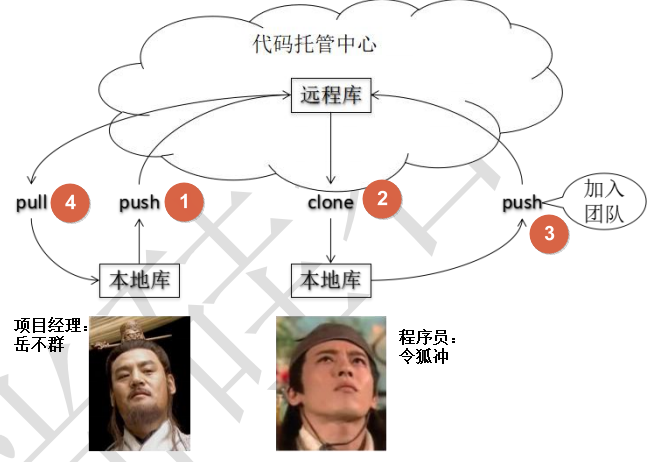 代码托管中心
远程库
pull 4
push 1
clone 2
push
3
加入
团队
本地库
本地库
项目经理:
岳不群
程序员:
令狐冲